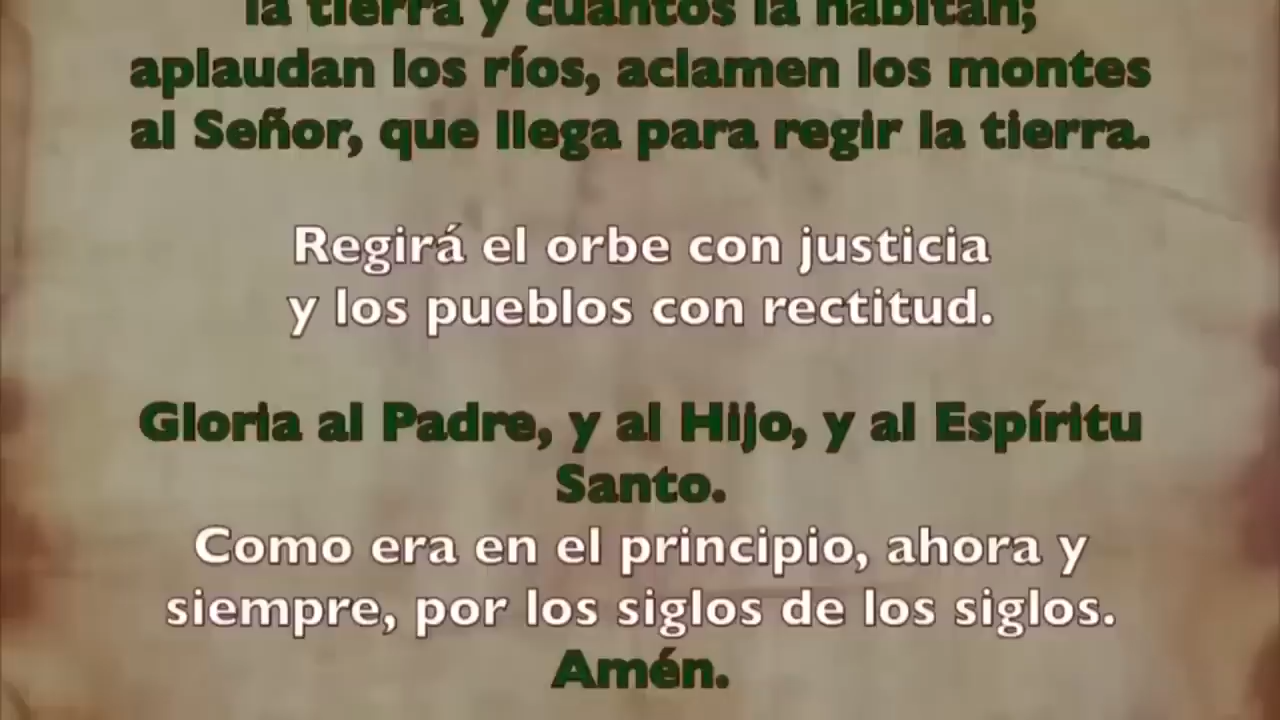 la tierra y cuantos la habitan;
aplaudan los ríos, aclamen los montes
al Señor, que llega para regir la tierra.
Regirá el orbe con justicia
y los pueblos con rectitud.
Gloria al Padre, y al Hijo, y al Espíritu
Santo.
Como era en el principio, ahora y
siempre, por los siglos de los siglos.
Amén.